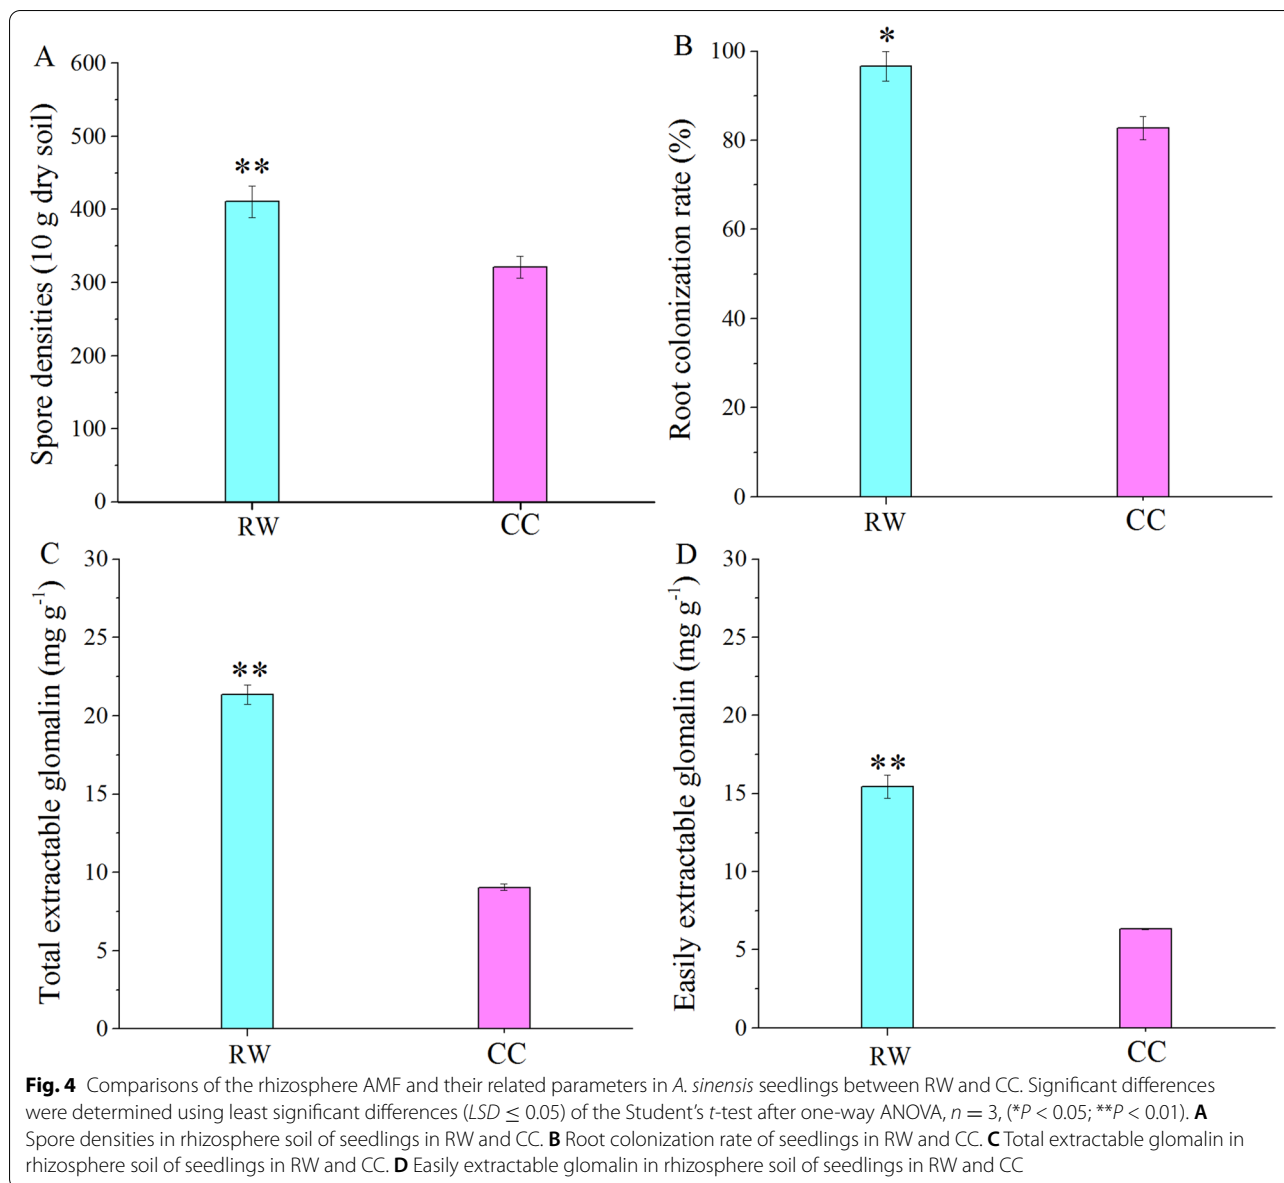 A
Spore densities (10 g dry soil)
600
500
400
300
200
100
0
**
RW
CC
B
Root colonization rate (%)
100
80
60
40
20
0
*
RW
CC
C
Total extractable glomalin (mg g⁻¹)
30
25
20
15
10
5
0
**
RW
CC
D
Easily extractable glomalin (mg g⁻¹)
30
25
20
15
10
5
0
**
RW
CC
Fig. 4 Comparisons of the rhizosphere AMF and their related parameters in A. sinensis seedlings between RW and CC. Significant differences
were determined using least significant differences (LSD ≤ 0.05) of the Student’s t-test after one-way ANOVA, n = 3, (*P < 0.05; **P < 0.01). A
Spore densities in rhizosphere soil of seedlings in RW and CC. B Root colonization rate of seedlings in RW and CC. C Total extractable glomalin in
rhizosphere soil of seedlings in RW and CC. D Easily extractable glomalin in rhizosphere soil of seedlings in RW and CC